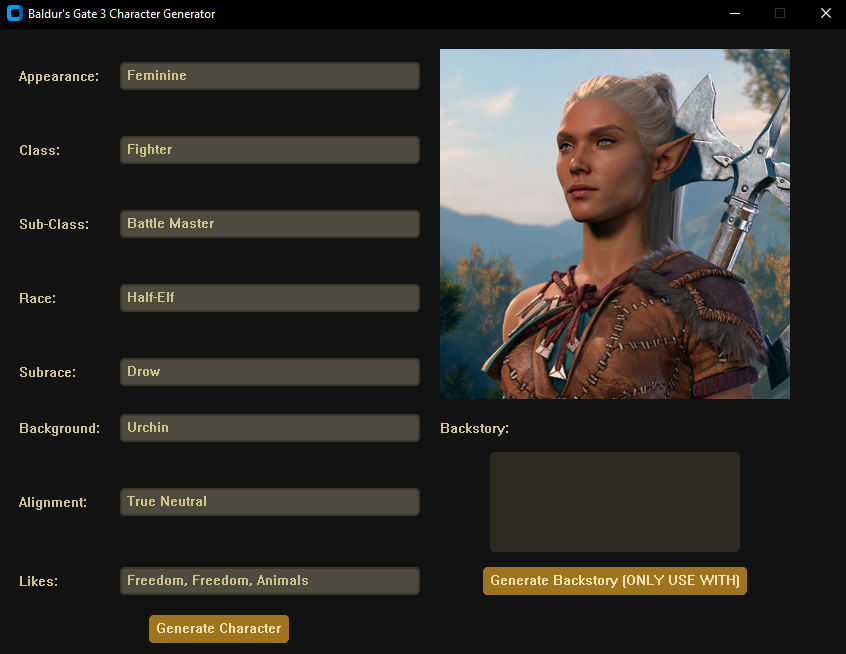 Baldur's Gate 3 Character Generator
Appearance: Feminine
Class: Fighter
Sub-Class: Battle Master
Race: Half-Elf
Subrace: Drow
Background: Urchin
Alignment: True Neutral
Likes: Freedom, Freedom, Animals
Generate Character
Backstory:
Generate Backstory (ONLY USE WITH)